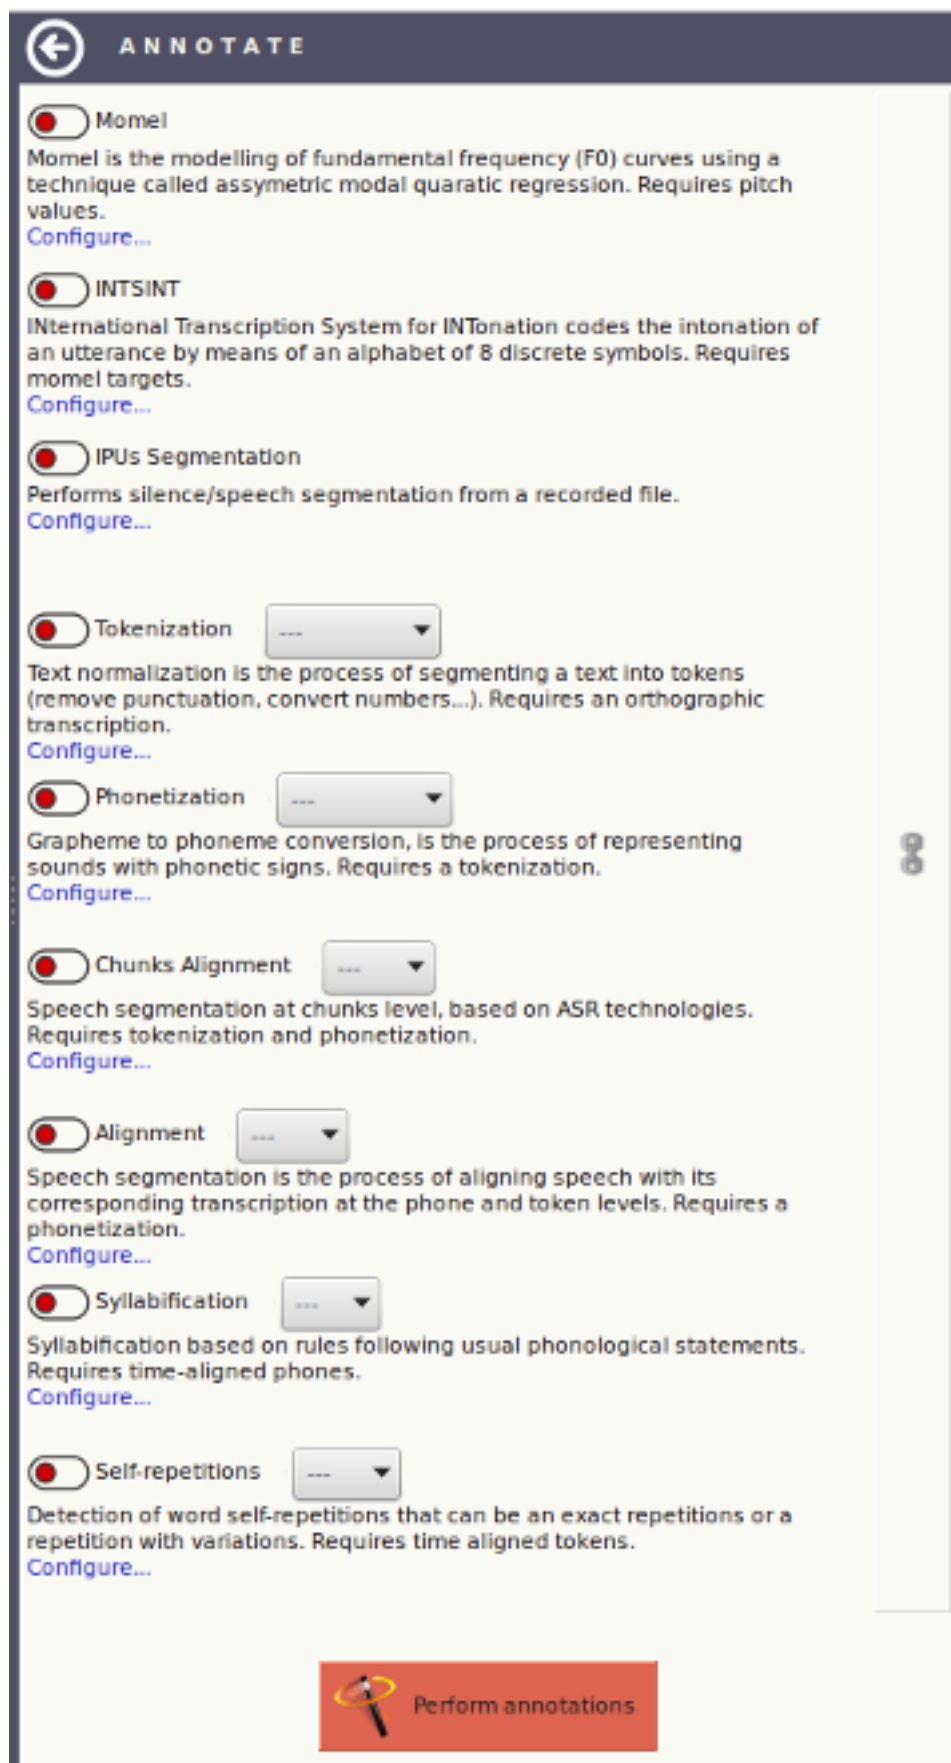 ANNOTATE
Momel
Momel is the modelling of fundamental frequency (F0) curves using a
technique called assymetric modal quaratic regression. Requires pitch
values.
Configure...
INTSINT
INternational Transcription System for INTonation codes the intonation of
an utterance by means of an alphabet of 8 discrete symbols. Requires
momel targets.
Configure...
IPUs Segmentation
Performs silence/speech segmentation from a recorded file.
Configure...
Tokenization ---
Text normalization is the process of segmenting a text into tokens
(remove punctuation, convert numbers...). Requires an orthographic
transcription.
Configure...
Phonetization ---
Grapheme to phoneme conversion, is the process of representing
sounds with phonetic signs. Requires a tokenization.
Configure...
Chunks Alignment ---
Speech segmentation at chunks level, based on ASR technologies.
Requires tokenization and phonetization.
Configure...
Alignment ---
Speech segmentation is the process of aligning speech with its
corresponding transcription at the phone and token levels. Requires a
phonetization.
Configure...
Syllabification ---
Syllabification based on rules following usual phonological statements.
Requires time-aligned phones.
Configure...
Self-repetitions ---
Detection of word self-repetitions that can be an exact repetitions or a
repetition with variations. Requires time aligned tokens.
Configure...
Perform annotations